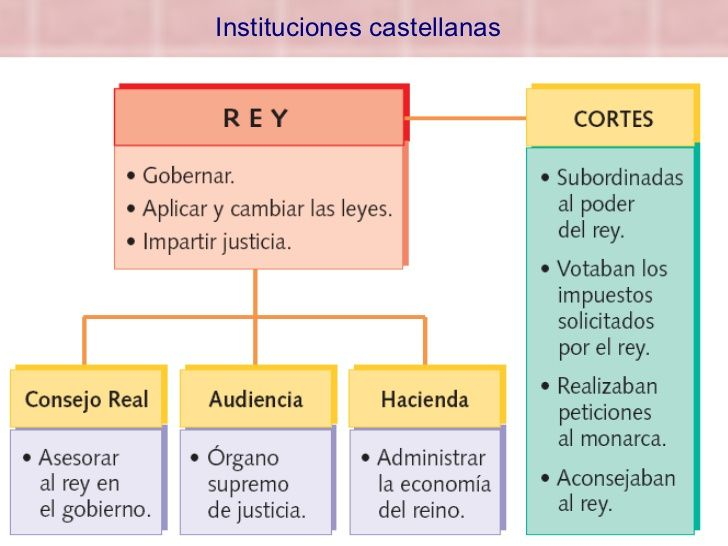 Instituciones castellanas
REY
• Gobernar.
• Aplicar y cambiar las leyes.
• Impartir justicia.
CORTES
• Subordinadas
al poder
del rey.
• Votaban los
impuestos
solicitados
por el rey.
• Realizaban
peticiones
al monarca.
• Aconsejaban
al rey.
Consejo Real
• Asesorar
al rey en
el gobierno.
Audiencia
• Órgano
supremo
de justicia.
Hacienda
• Administrar
la economía
del reino.